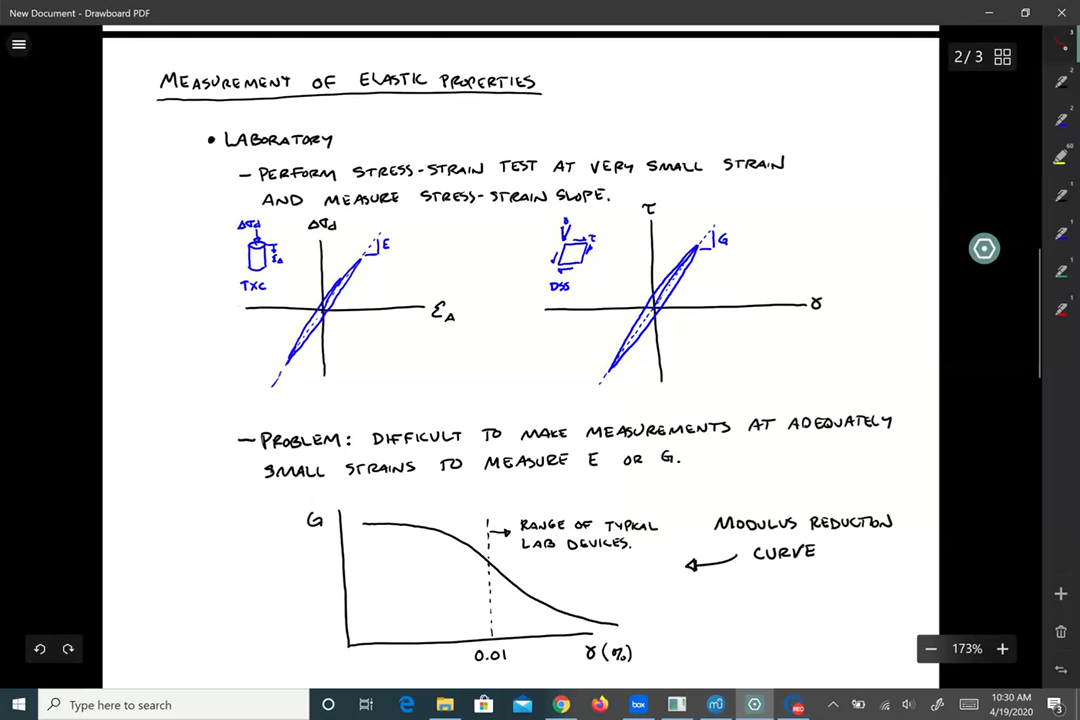 New Document - Drawboard PDF
2/3
MEASUREMENT OF ELASTIC PROPERTIES
• LABORATORY
- PERFORM STRESS-STRAIN TEST AT VERY SMALL STRAIN
AND MEASURE STRESS-STRAIN SLOPE.
Δσd
εA
TXC
Δσd
E
εA
γ
τ
DSS
τ
G
γ
- PROBLEM: DIFFICULT TO MAKE MEASUREMENTS AT ADEQUATELY
SMALL STRAINS TO MEASURE E OR G.
G
RANGE OF TYPICAL
LAB DEVICES.
MODULUS REDUCTION
CURVE
0.01
γ (%)
173%
Type here to search
10:30 AM
4/19/2020